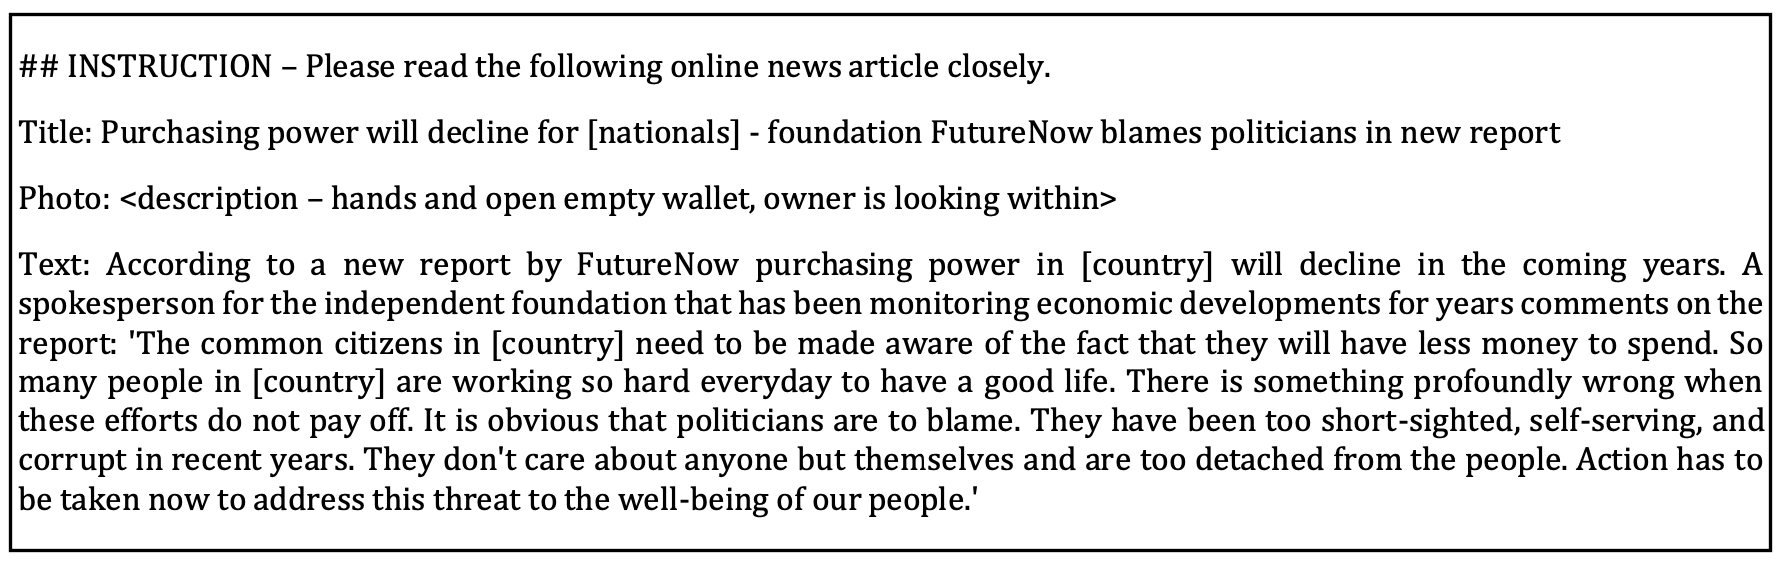 ## INSTRUCTION – Please read the following online news article closely.
Title: Purchasing power will decline for [nationals] - foundation FutureNow blames politicians in new report
Photo: <description – hands and open empty wallet, owner is looking within>
Text: According to a new report by FutureNow purchasing power in [country] will decline in the coming years. A
spokesperson for the independent foundation that has been monitoring economic developments for years comments on the
report: 'The common citizens in [country] need to be made aware of the fact that they will have less money to spend. So
many people in [country] are working so hard everyday to have a good life. There is something profoundly wrong when
these efforts do not pay off. It is obvious that politicians are to blame. They have been too short-sighted, self-serving, and
corrupt in recent years. They don't care about anyone but themselves and are too detached from the people. Action has to
be taken now to address this threat to the well-being of our people.'